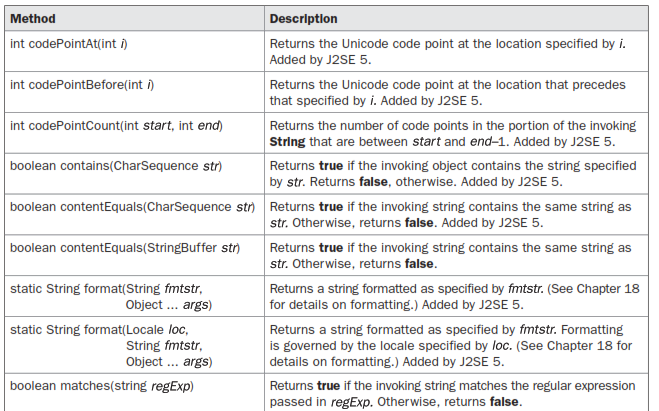 Method Description
int codePointAt(int i) Returns the Unicode code point at the location specified by i.
Added by J2SE 5.
int codePointBefore(int i) Returns the Unicode code point at the location that precedes
that specified by i. Added by J2SE 5.
int codePointCount(int start, int end) Returns the number of code points in the portion of the invoking
String that are between start and end–1. Added by J2SE 5.
boolean contains(CharSequence str) Returns true if the invoking object contains the string specified
by str. Returns false, otherwise. Added by J2SE 5.
boolean contentEquals(CharSequence str) Returns true if the invoking string contains the same string as
str. Otherwise, returns false. Added by J2SE 5.
boolean contentEquals(StringBuffer str) Returns true if the invoking string contains the same string as
str. Otherwise, returns false.
static String format(String fmtstr, Returns a string formatted as specified by fmtstr. (See Chapter 18
Object ... args) for details on formatting.) Added by J2SE 5.
static String format(Locale loc, Returns a string formatted as specified by fmtstr. Formatting
String fmtstr, is governed by the locale specified by loc. (See Chapter 18 for
Object ... args) details on formatting.) Added by J2SE 5.
boolean matches(string regExp) Returns true if the invoking string matches the regular expression
passed in regExp. Otherwise, returns false.